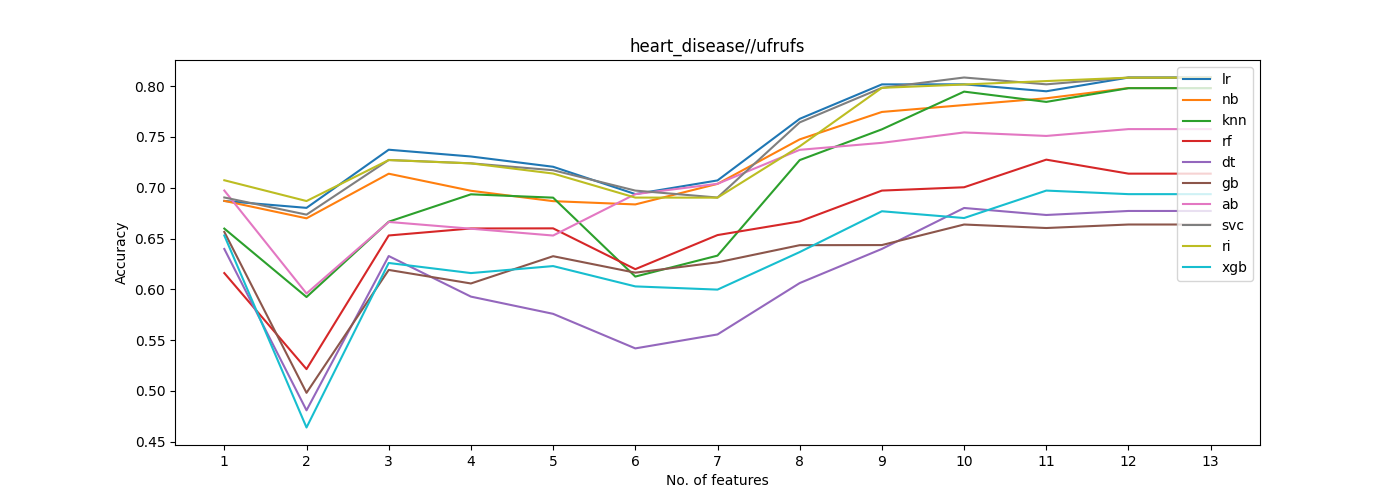 heart_disease//ufrufs
Accuracy
0.80
0.75
0.70
0.65
0.60
0.55
0.50
0.45
1 2 3 4 5 6 7 8 9 10 11 12 13
No. of features
lr
nb
knn
rf
dt
gb
ab
svc
ri
xgb